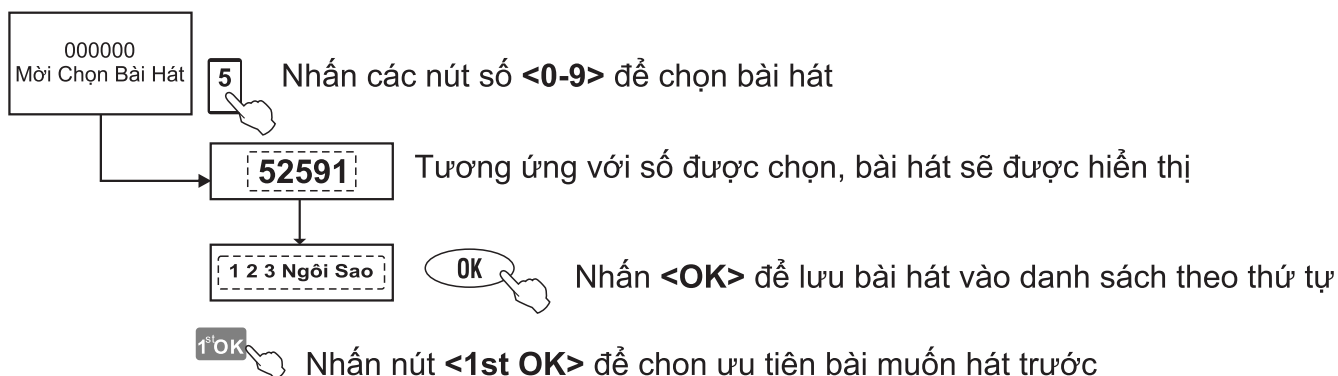 000000
Mời Chọn Bài Hát
5
Nhấn các nút số <0-9> để chọn bài hát
52591
Tương ứng với số được chọn, bài hát sẽ được hiển thị
1 2 3 Ngôi Sao
OK
Nhấn <OK> để lưu bài hát vào danh sách theo thứ tự
1st OK
Nhấn nút <1st OK> để chọn ưu tiên bài muốn hát trước